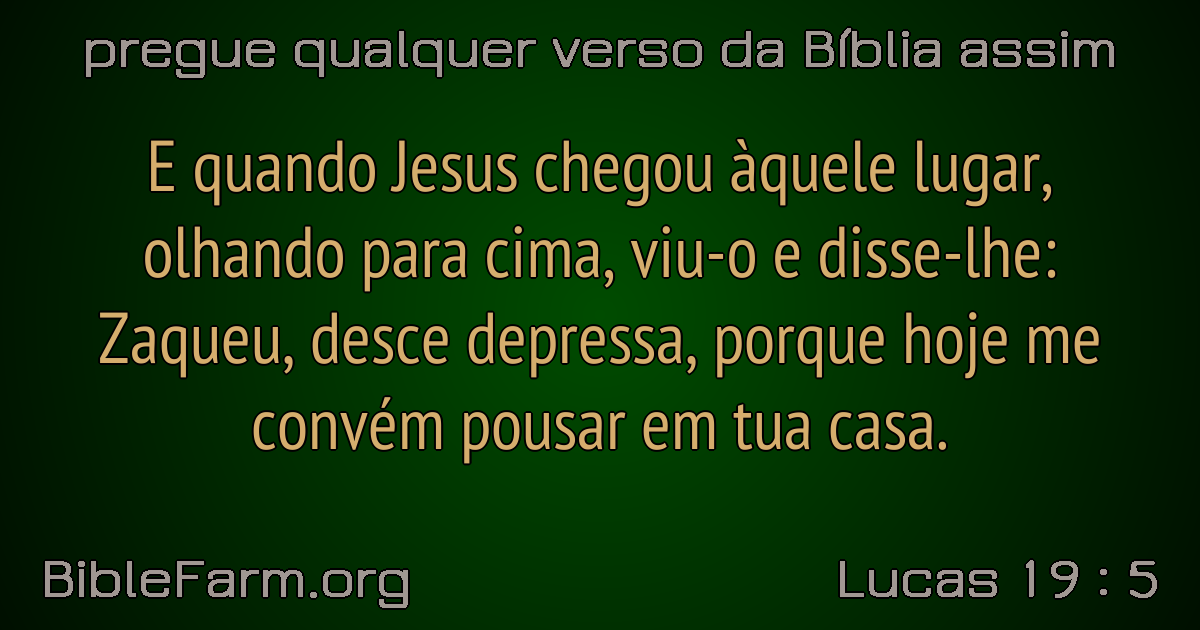 pregue qualquer verso da Bíblia assim
E quando Jesus chegou àquele lugar,
olhando para cima, viu-o e disse-lhe:
Zaqueu, desce depressa, porque hoje me
convém pousar em tua casa.
BibleFarm.org
Lucas 19 : 5